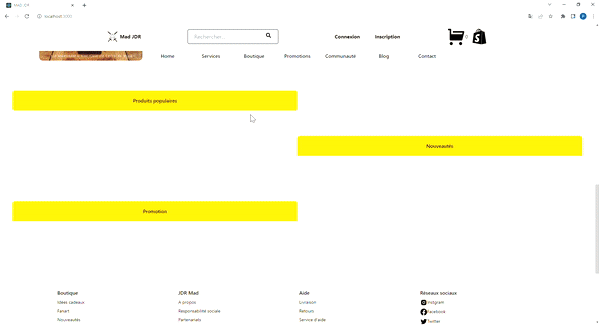 Mad JDR
localhost:3000
Mad JDR
Rechercher...
Connexion
Inscription
0
Home
Services
Boutique
Promotions
Communauté
Blog
Contact
Produits populaires
Nouveautés
Promotion
Boutique
JDR Mad
Aide
Réseaux sociaux
Idées cadeaux
A propos
Livraison
Instgram
Fanart
Responsabilité sociale
Retours
Facebook
Nouveautés
Partenariats
Service d'aide
Twitter